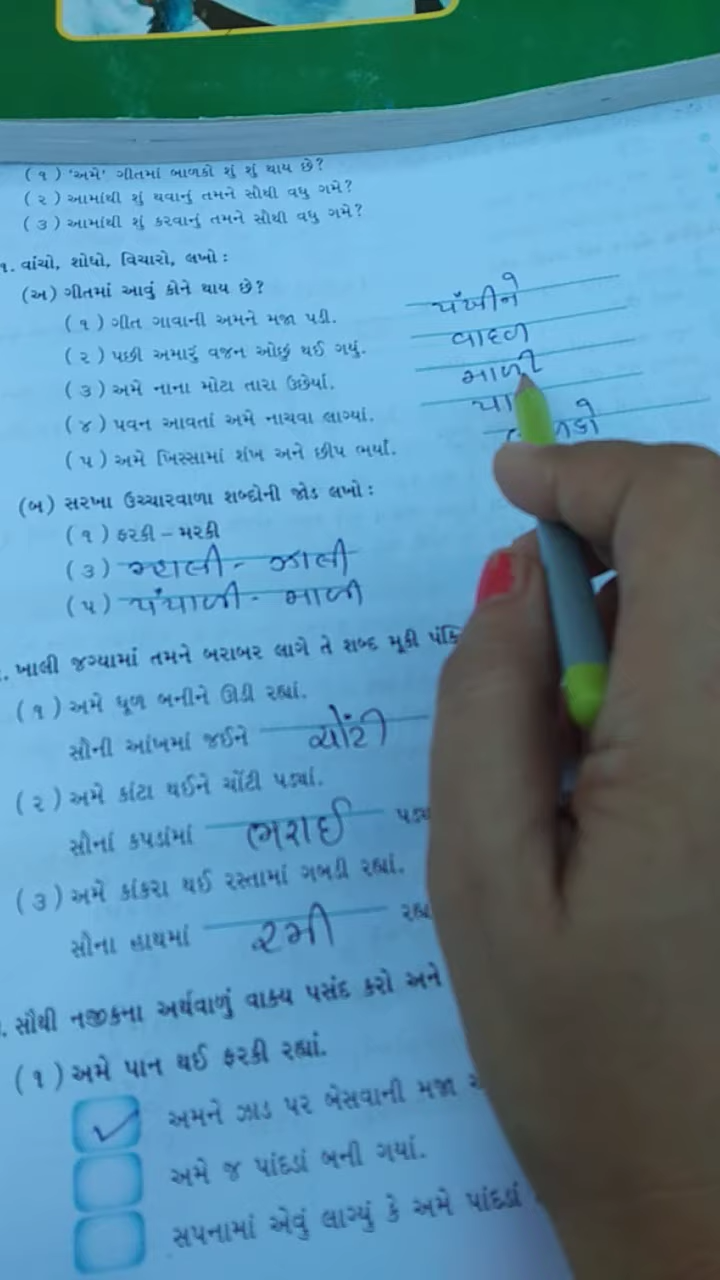 (૧) 'અમે' ગીતમાં બાળકો શું શું થાય છે?
(૨) આમાંથી શું થવાનું તમને સૌથી વધુ ગમે?
(૩) આમાંથી શું કરવાનું તમને સૌથી વધુ ગમે?
૧. વાંચો, શોધો, વિચારો, લખો :
(અ) ગીતમાં આવું કોને થાય છે?
(૧) ગીત ગાવાની અમને મજા પડી. પંખીને
(૨) પછી અમારું વજન ઓછું થઈ ગયું. વાદળ
(૩) અમે નાના મોટા તારા ઉછેર્યા. માળી
(૪) પવન આવતાં અમે નાચવા લાગ્યાં.
(૫) અમે ખિસ્સામાં શંખ અને છીપ ભર્યાં.
(બ) સરખા ઉચ્ચારવાળા શબ્દોની જોડ લખો :
(૧) ફરકી – મરકી
(૩) મ્હાલી - ઝાલી
(૫) પંપાળી - માળી
ખાલી જગ્યામાં તમને બરાબર લાગે તે શબ્દ મૂકી
(૧) અમે ધૂળ બનીને ઊડી રહ્યાં.
સૌની આંખમાં જઈને ચોંટી
(૨) અમે કાંટા થઈને ચોંટી પડ્યાં.
સૌનાં કપડાંમાં ભરાઈ
(૩) અમે કાંકરા થઈ રસ્તામાં ગબડી રહ્યાં.
સૌના હાથમાં રમી
સૌથી નજીકના અર્થવાળું વાક્ય પસંદ કરો અને
(૧) અમે પાન થઈ ફરકી રહ્યાં.
અમને ઝાડ પર બેસવાની મજા
અમે જ પાંદડાં બની ગયાં.
સપનામાં એવું લાગ્યું કે અમે પાંદડાં